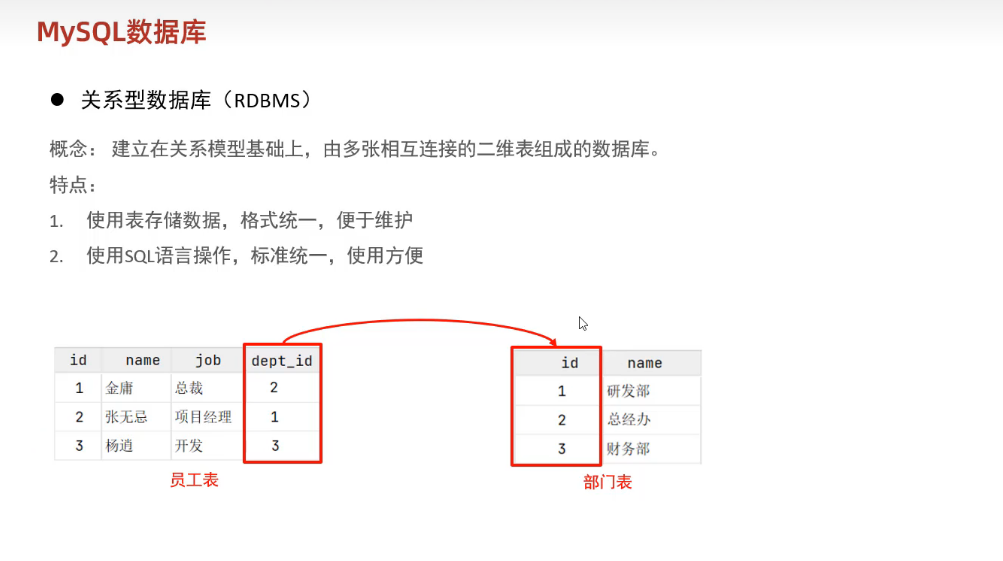 MySQL数据库
● 关系型数据库（RDBMS）
概念： 建立在关系模型基础上，由多张相互连接的二维表组成的数据库。
特点：
1. 使用表存储数据，格式统一，便于维护
2. 使用SQL语言操作，标准统一，使用方便
id name job dept_id
1 金庸 总裁 2
2 张无忌 项目经理 1
3 杨逍 开发 3
员工表
id name
1 研发部
2 总经办
3 财务部
部门表